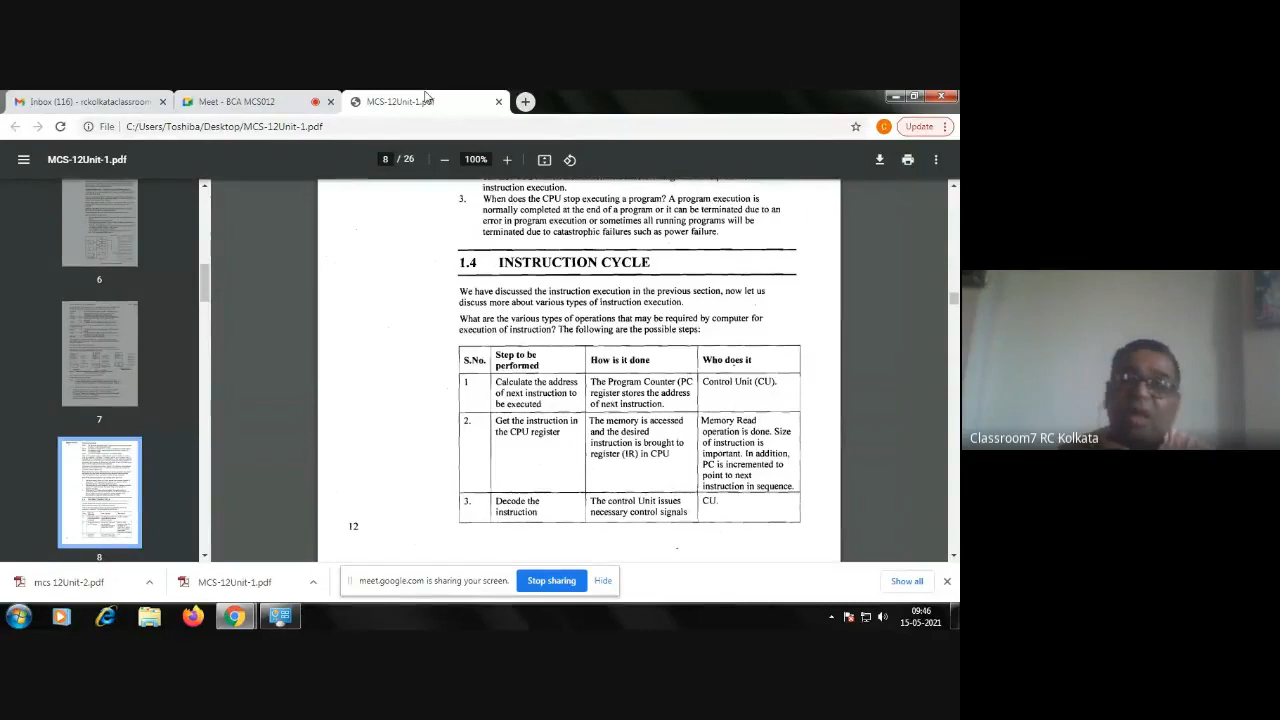 Inbox (116) - rckolkataclassroom
Meet - BCA MCS012
MCS-12Unit-1.pdf
File
C:/Users/Toshiba/Desktop/MCS-12Unit-1.pdf
Update
MCS-12Unit-1.pdf
8 / 26
100%
6
7
8
instruction execution.
3. When does the CPU stop executing a program? A program execution is
normally completed at the end of a program or it can be terminated due to an
error in program execution or sometimes all running programs will be
terminated due to catastrophic failures such as power failure.
1.4 INSTRUCTION CYCLE
We have discussed the instruction execution in the previous section, now let us
discuss more about various types of instruction execution.
What are the various types of operations that may be required by computer for
execution of instruction? The following are the possible steps:
S.No.
Step to be
performed
How is it done
Who does it
1
Calculate the address
of next instruction to
be executed
The Program Counter (PC
register stores the address
of next instruction.
Control Unit (CU).
2.
Get the instruction in
the CPU register
The memory is accessed
and the desired
instruction is brought to
register (IR) in CPU
Memory Read
operation is done. Size
of instruction is
important. In addition,
PC is incremented to
point to next
instruction in sequence.
3.
Decode the
instruction
The control Unit issues
necessary control signals
CU.
12
Classroom7 RC Kolkata
mcs 12Unit-2.pdf
MCS-12Unit-1.pdf
meet.google.com is sharing your screen.
Stop sharing
Hide
Show all
09:46
15-05-2021